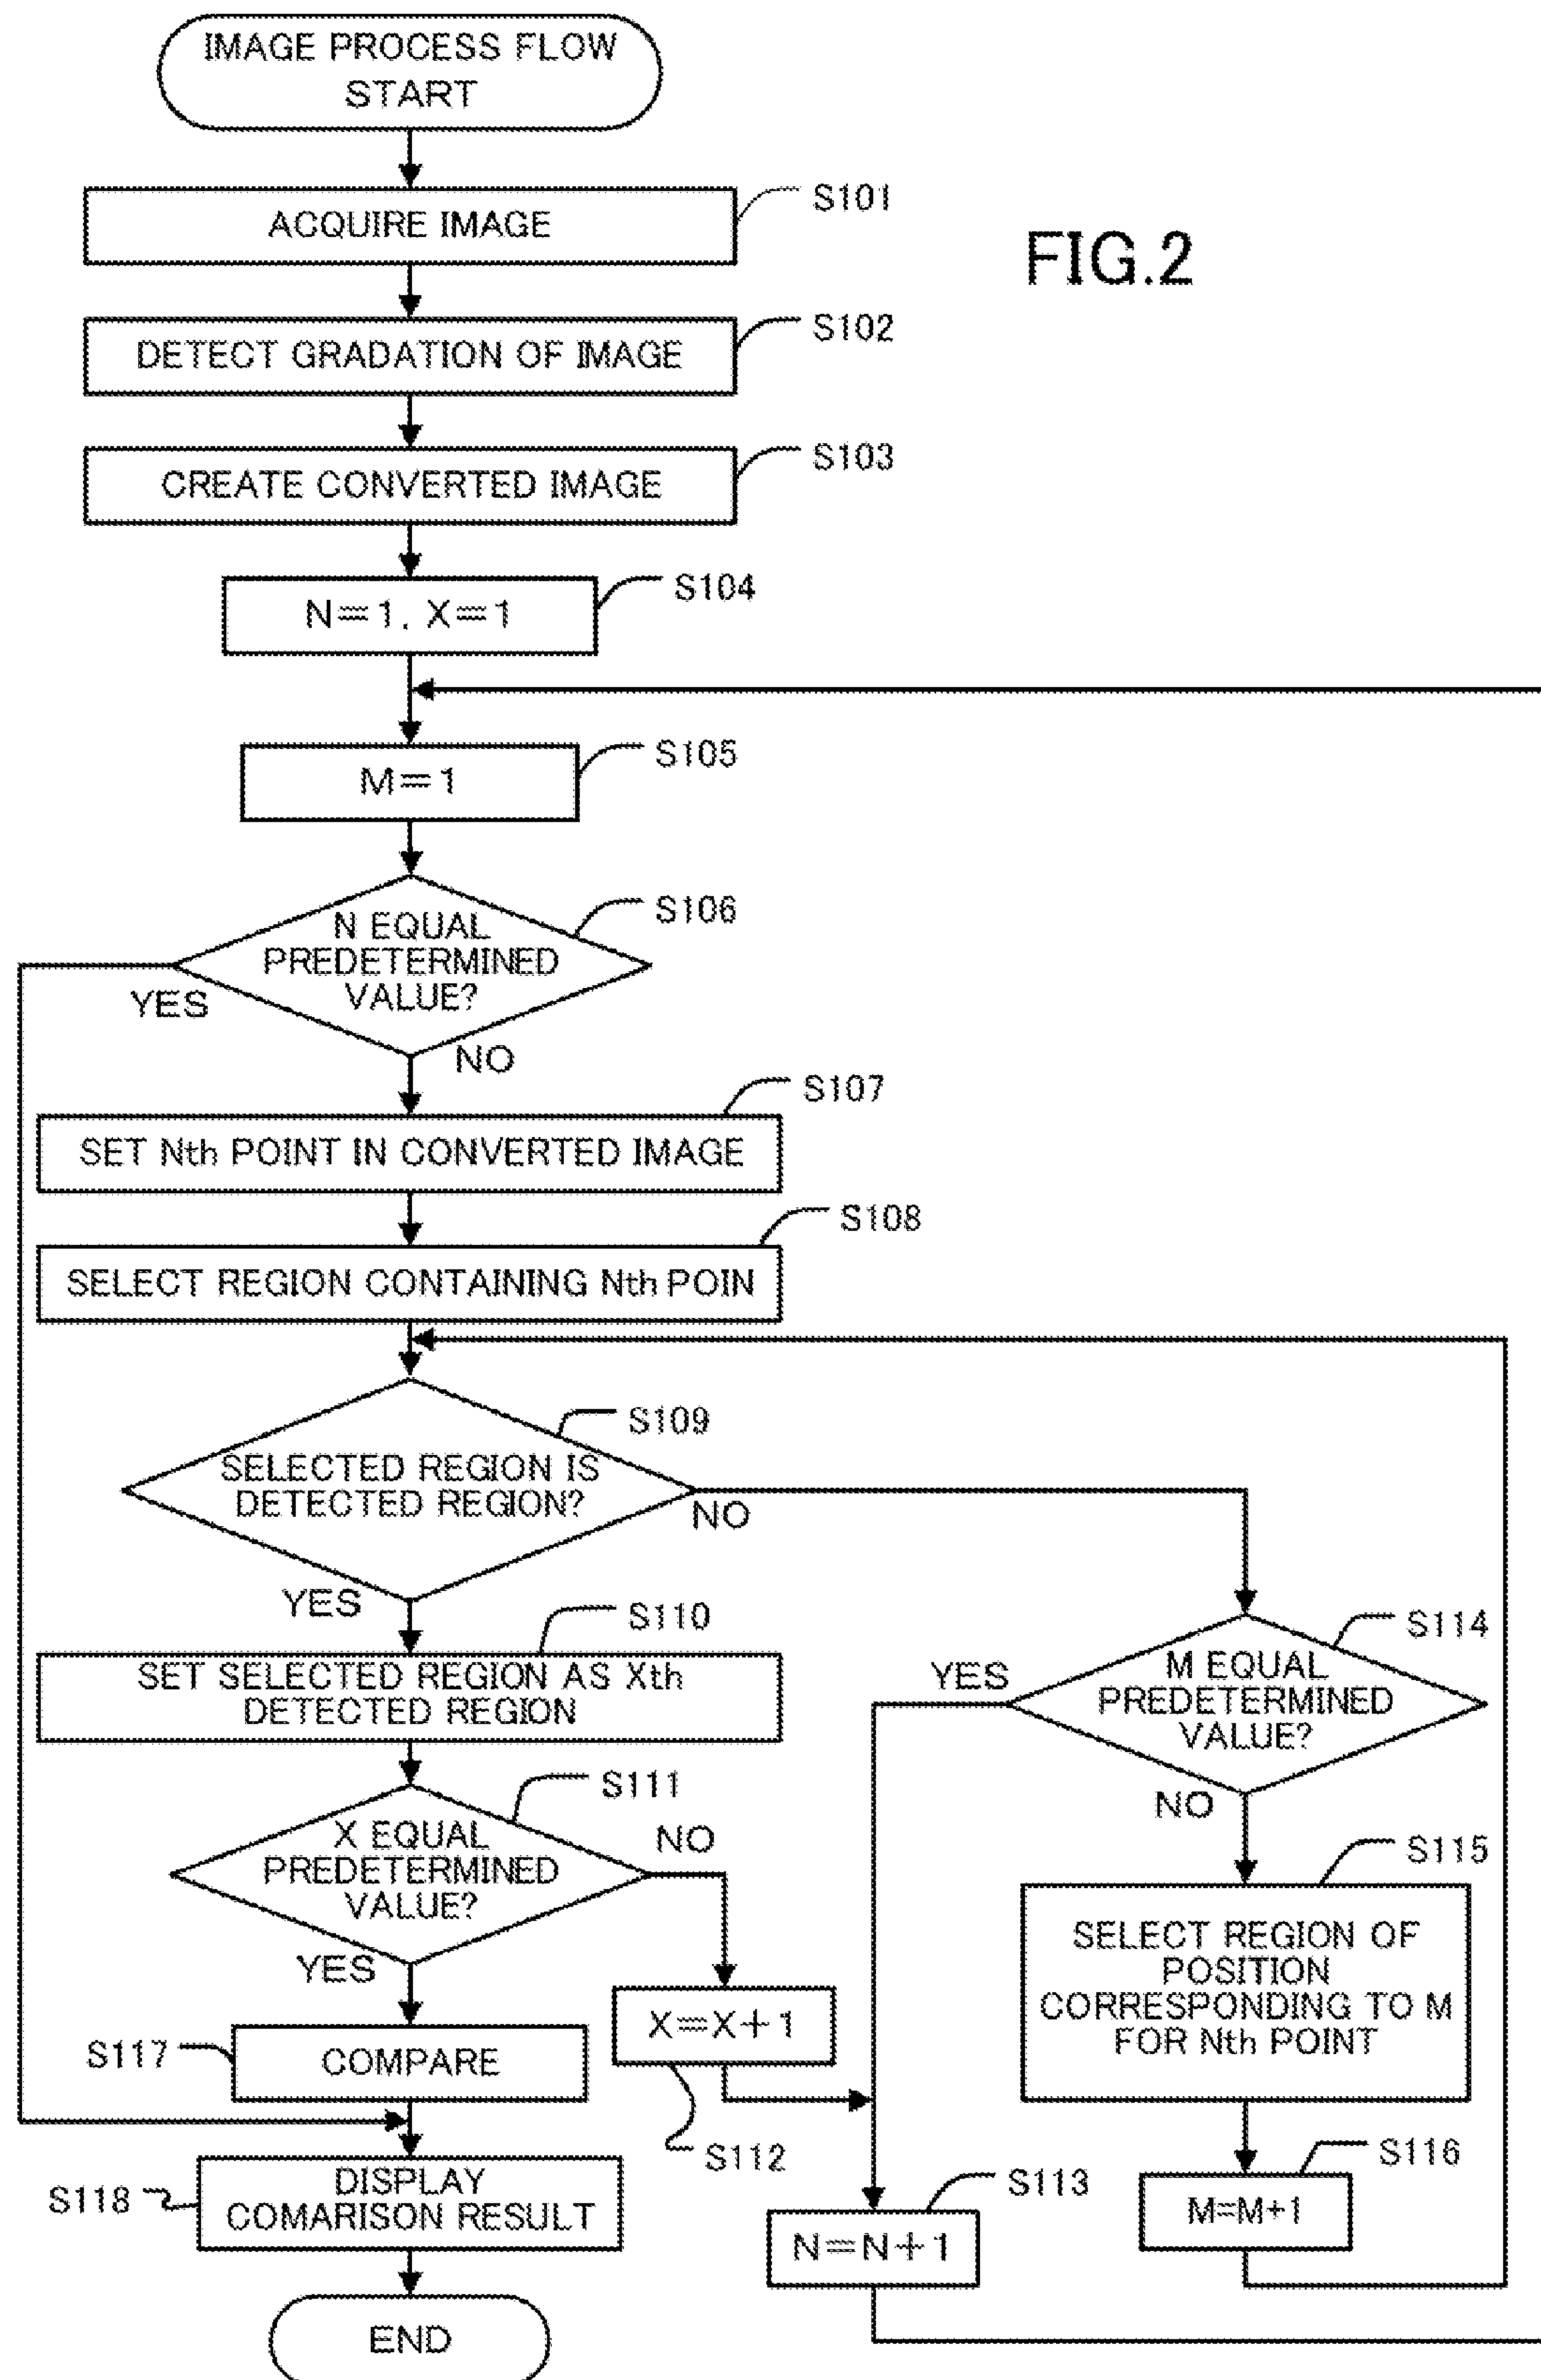 IMAGE PROCESS FLOW
START
S101
ACQUIRE IMAGE
FIG.2
S102
DETECT GRADATION OF IMAGE
S103
CREATE CONVERTED IMAGE
S104
N=1, X=1
S105
M=1
S106
N EQUAL
PREDETERMINED
VALUE?
YES
NO
S107
SET Nth POINT IN CONVERTED IMAGE
S108
SELECT REGION CONTAINING Nth POIN
S109
SELECTED REGION IS
DETECTED REGION?
NO
YES
S110
SET SELECTED REGION AS Xth
DETECTED REGION
S111
X EQUAL
PREDETERMINED
VALUE?
NO
YES
X=X+1
S112
S114
M EQUAL
PREDETERMINED
VALUE?
YES
NO
S115
SELECT REGION OF
POSITION
CORRESPONDING TO M
FOR Nth POINT
S116
M=M+1
S113
N=N+1
S117
COMPARE
S118
DISPLAY
COMARISON RESULT
END